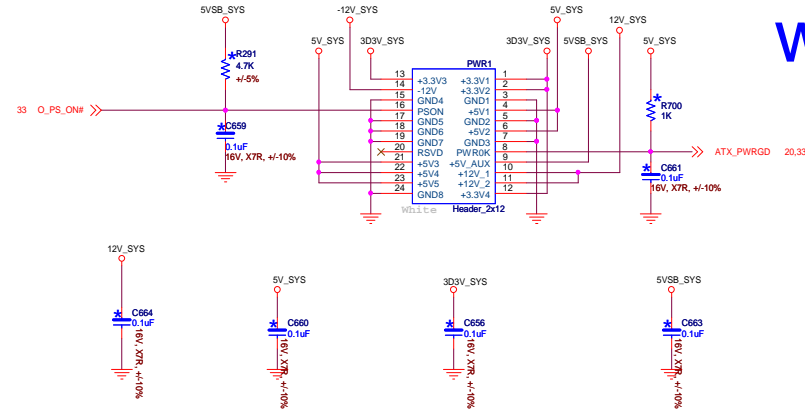 5VSB_SYS
-12V_SYS
5V_SYS
12V_SYS
W
5V_SYS
3D3V_SYS
3D3V_SYS
5VSB_SYS
5V_SYS
*
R291
4.7K
+/-5%
PWR1
13 +3.3V3 +3.3V1 1
14 -12V +3.3V2 2
15 GND4 GND1 3
16 PSON +5V1 4
17 GND5 GND2 5
18 GND6 +5V2 6
19 GND7 GND3 7
20 RSVD PWR0K 8
21 +5V3 +5V_AUX 9
22 +5V4 +12V_1 10
23 +5V5 +12V_2 11
24 GND8 +3.3V4 12
White
Header_2x12
33 O_PS_ON#
*
C659
0.1uF
16V, X7R, +/-10%
*
R700
1K
ATX_PWRGD 20,33
*
C661
0.1uF
16V, X7R, +/-10%
12V_SYS
5V_SYS
3D3V_SYS
5VSB_SYS
*
C664
0.1uF
16V, X7R, +/-10%
*
C660
0.1uF
16V, X7R, +/-10%
*
C656
0.1uF
16V, X7R, +/-10%
*
C663
0.1uF
16V, X7R, +/-10%